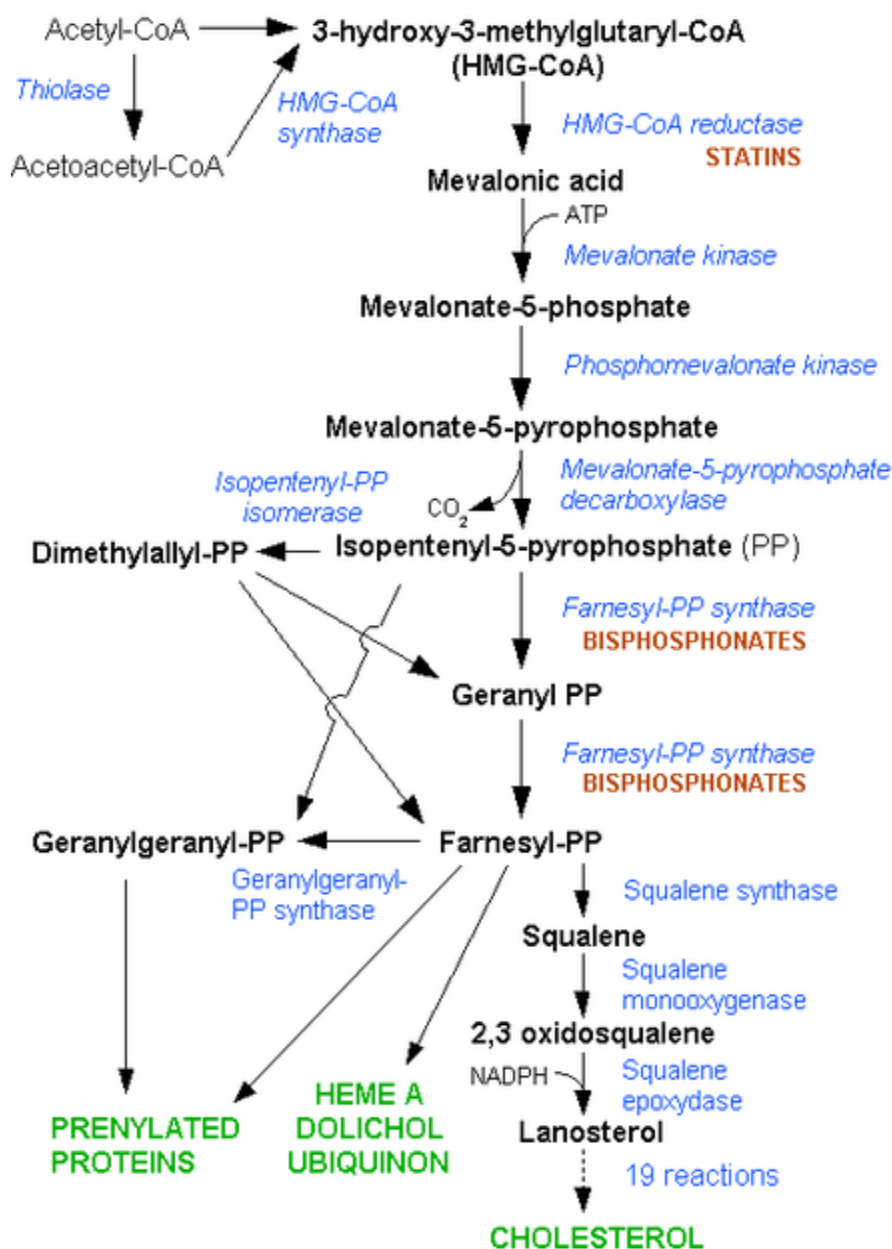 Acetyl-CoA
3-hydroxy-3-methylglutaryl-CoA
(HMG-CoA)
Thiolase
HMG-CoA
synthase
HMG-CoA reductase
STATINS
Acetoacetyl-CoA
Mevalonic acid
ATP
Mevalonate kinase
Mevalonate-5-phosphate
Phosphomevalonate kinase
Mevalonate-5-pyrophosphate
Isopentenyl-PP
isomerase
CO2
Mevalonate-5-pyrophosphate
decarboxylase
Dimethylallyl-PP
Isopentenyl-5-pyrophosphate (PP)
Farnesyl-PP synthase
BISPHOSPHONATES
Geranyl PP
Farnesyl-PP synthase
BISPHOSPHONATES
Geranylgeranyl-PP
Farnesyl-PP
Geranylgeranyl-
PP synthase
Squalene synthase
Squalene
Squalene
monooxygenase
2,3 oxidosqualene
NADPH
Squalene
epoxydase
Lanosterol
PRENYLATED
PROTEINS
HEME A
DOLICHOL
UBIQUINON
19 reactions
CHOLESTEROL